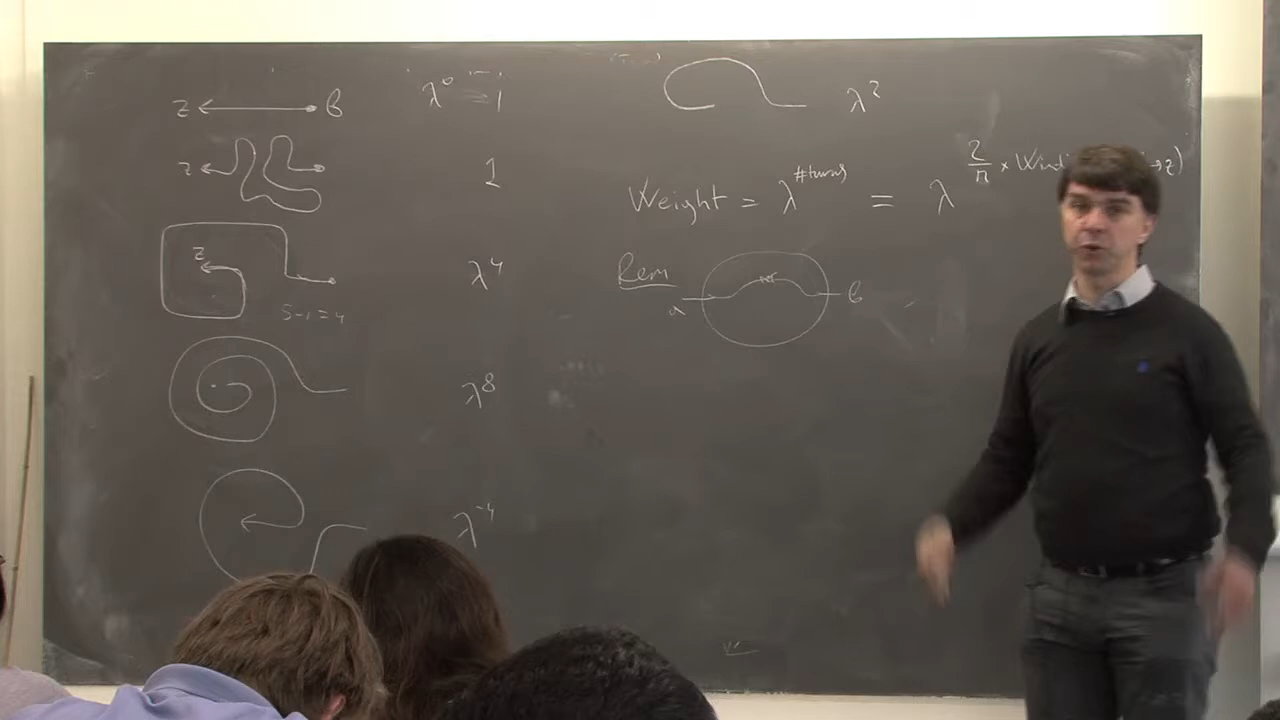 z b λ⁰ = 1
z 1
z λ⁴
5-1=4
λ⁸
λ⁻⁴
λ²
Weight = λ^#turns = λ^(2/π × Wind z)
Rem
a b